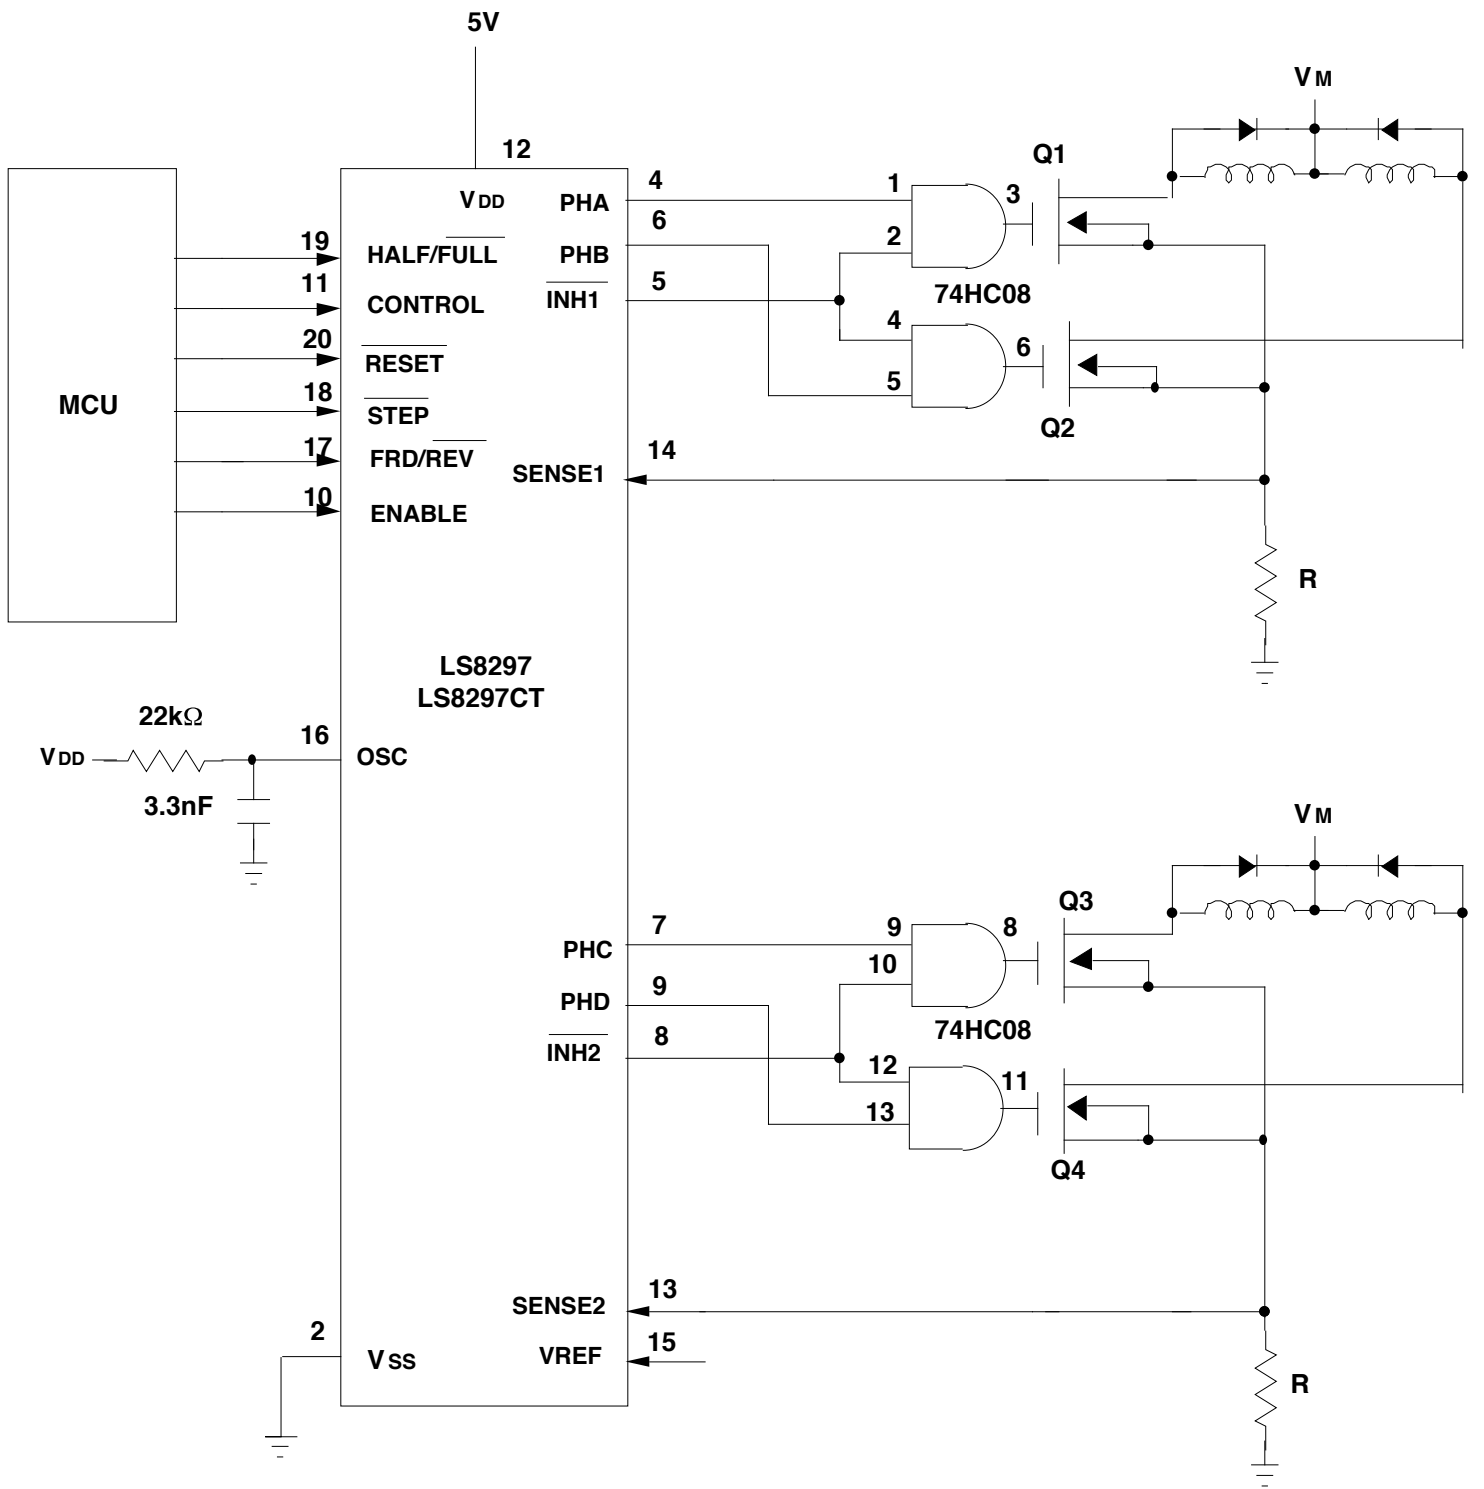 5V
12
VDD
MCU
19
HALF/FULL
11
CONTROL
20
RESET
18
STEP
17
FRD/REV
10
ENABLE
LS8297
LS8297CT
22kΩ
VDD
3.3nF
16
OSC
2
VSS
PHA
4
PHB
6
INH1
5
SENSE1
14
1
2
3
74HC08
4
5
6
Q1
Q2
VM
R
PHC
7
PHD
9
INH2
8
SENSE2
13
VREF
15
9
10
8
74HC08
12
13
11
Q3
Q4
VM
R